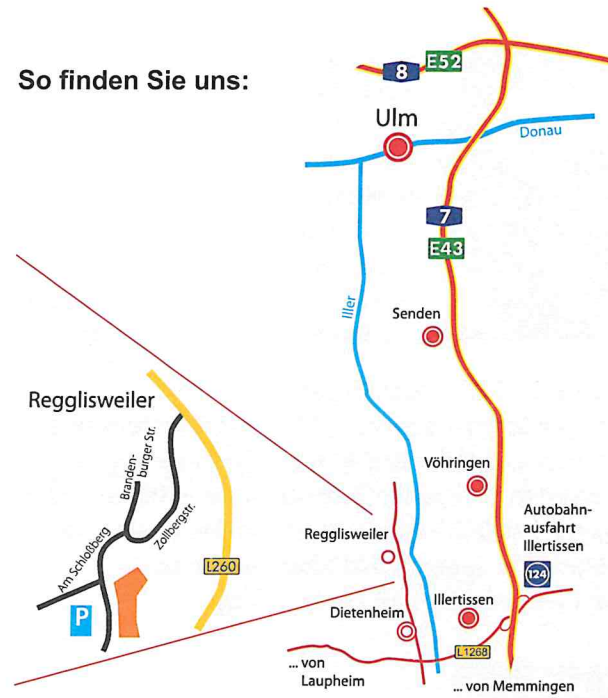 So finden Sie uns:
8
E52
Ulm
Donau
7
E43
Iller
Senden
Vöhringen
Autobahn-
ausfahrt
Illertissen
124
Regglisweiler
Dietenheim
Illertissen
L1268
... von
Laupheim
... von Memmingen
Regglisweiler
Branden-
burger Str.
Zollbergstr.
Am Schloßberg
L260
P